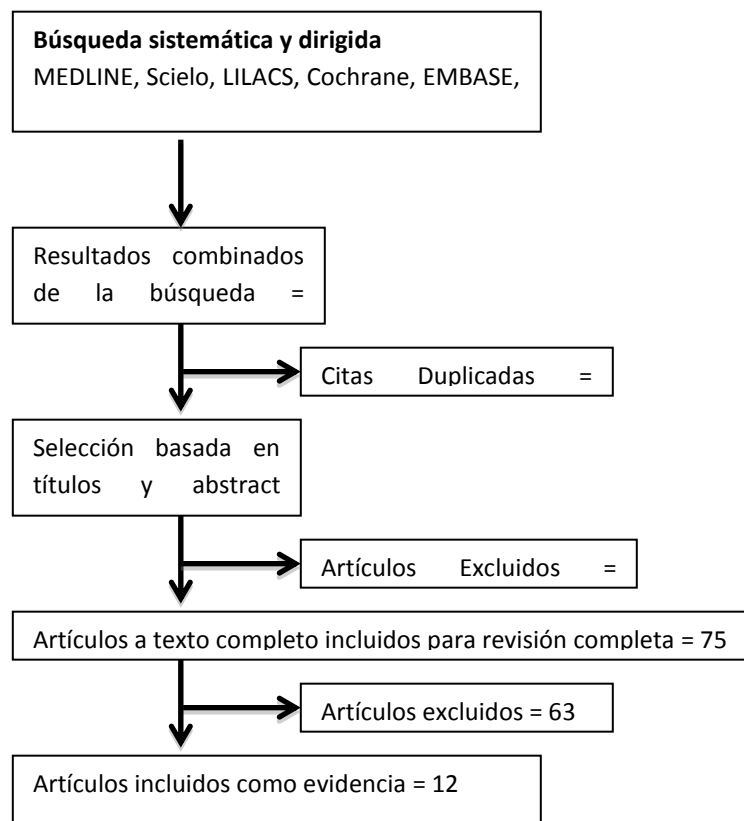 Búsqueda sistemática y dirigida
MEDLINE, Scielo, LILACS, Cochrane, EMBASE,
Resultados combinados
de la búsqueda =
Citas Duplicadas =
Selección basada en
títulos y abstract
Artículos Excluidos =
Artículos a texto completo incluidos para revisión completa = 75
Artículos excluidos = 63
Artículos incluidos como evidencia = 12